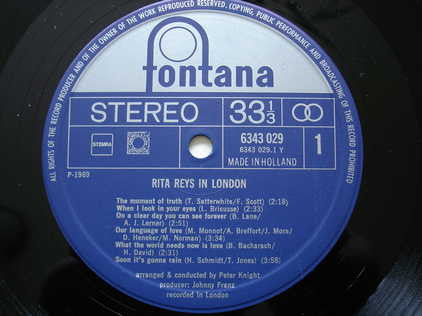 ALL RIGHTS OF THE RECORD PRODUCER AND OF THE OWNER OF THE WORK REPRODUCED RESERVED. COPYING, PUBLIC PERFORMANCE AND BROADCASTING OF THIS RECORD PROHIBITED
fontana
STEREO 33 1/3
STEMRA
6343 029
6343 029.1 Y
1
MADE IN HOLLAND
P-1969
RITA REYS IN LONDON
The moment of truth (T. Satterwhite/F. Scott) (2:18)
When I look in your eyes (L. Bricusse) (3:33)
On a clear day you can see forever (B. Lane/
A. J. Lerner) (2:51)
Our language of love (M. Monnot/A. Breffort/J. More/
D. Heneker/M. Norman) (3:34)
What the world needs now is love (B. Bacharach/
H. David) (2:31)
Soon it's gonna rain (H. Schmidt/T. Jones) (3:58)
arranged & conducted by Peter Knight
producer: Johnny Franz
recorded in London